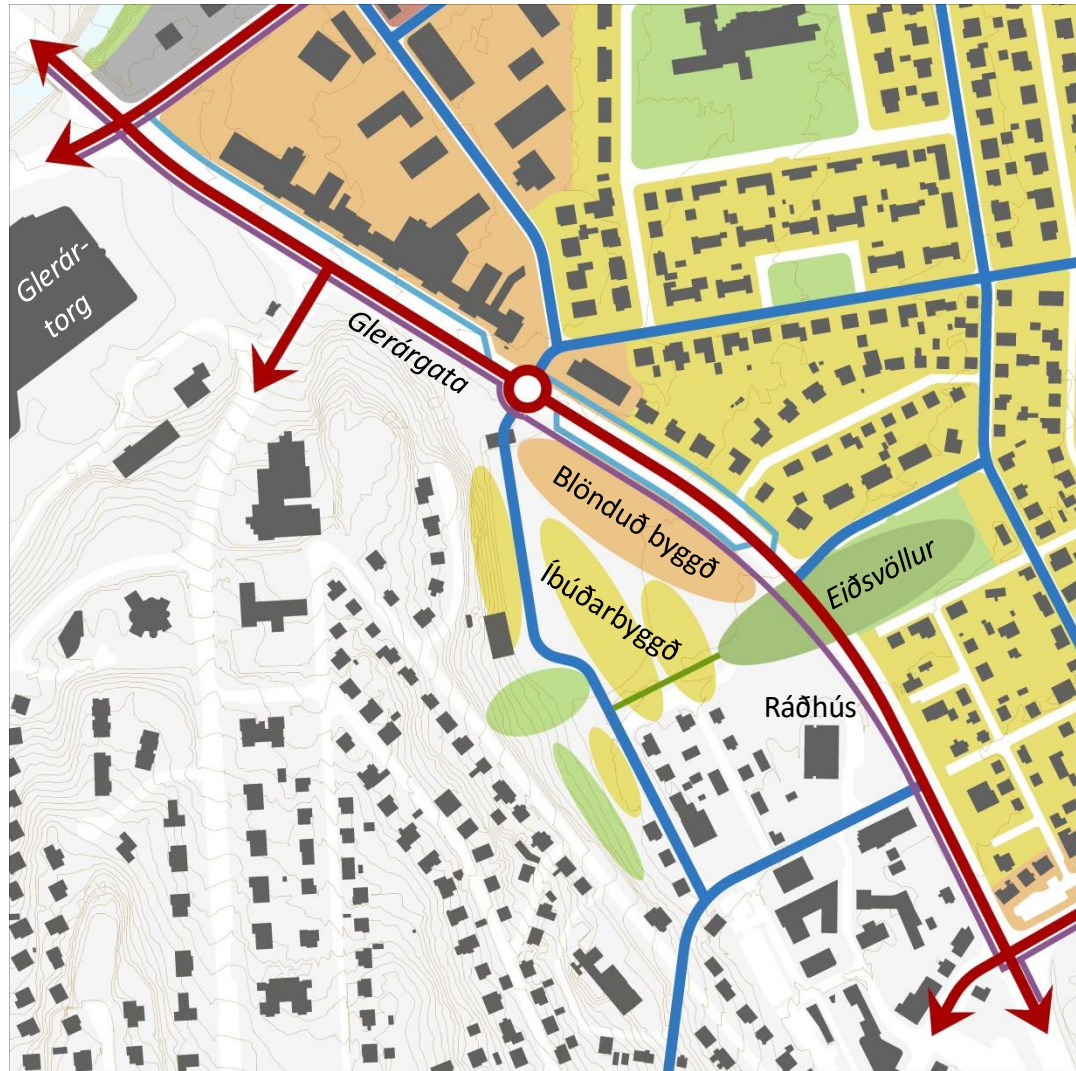 Glerár-
torg
Glerárgata
Blönduð byggð
Íbúðarbyggð
Eiðsvöllur
Ráðhús